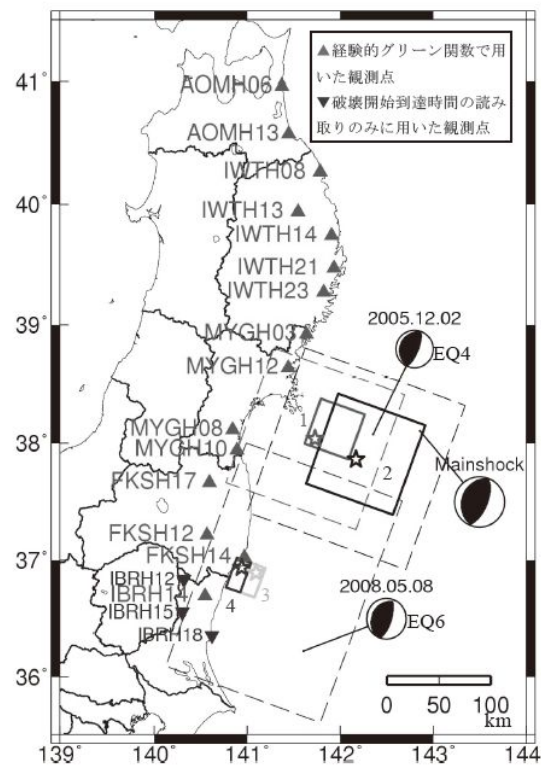 ▲経験的グリーン関数で用
いた観測点
▼破壊開始到達時間の読み
取りのみに用いた観測点
41°
AOMH06
AOMH13
IWTH08
40°
IWTH13
IWTH14
IWTH21
IWTH23
39°
MYGH03
2005.12.02
EQ4
MYGH12
1
MYGH08
38°
MYGH10
2
Mainshock
FKSH17
FKSH12
37°
FKSH14
IBRH12
IBRH14
4
3
2008.05.08
IBRH15
EQ6
IBRH18
36°
0 50 100
km
139° 140° 141° 142° 143° 144°